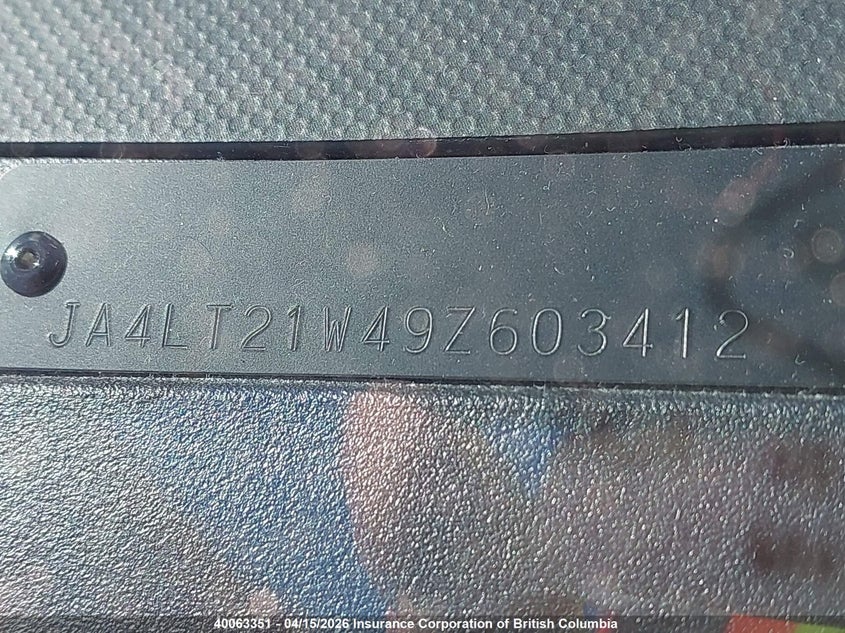 JA4LT21W49Z603412
40063351 - 04/15/2026 Insurance Corporation of British Columbia